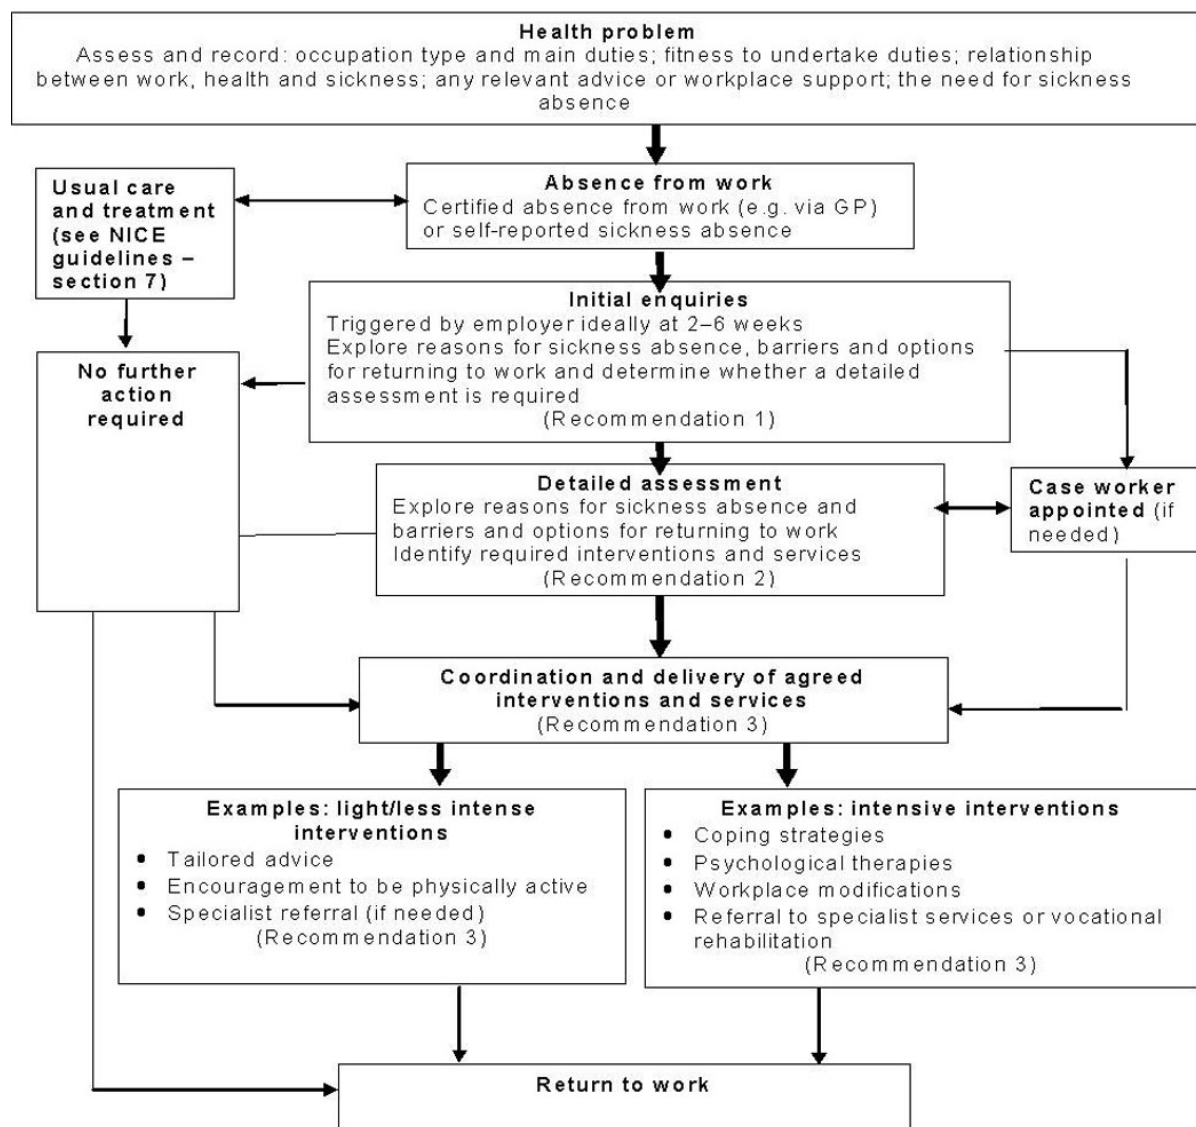 Health problem
Assess and record: occupation type and main duties; fitness to undertake duties; relationship
between work, health and sickness; any relevant advice or workplace support; the need for sickness
absence
Usual care
and treatment
(see NICE
guidelines –
section 7)
Absence from work
Certified absence from work (e.g. via GP)
or self-reported sickness absence
Initial enquiries
Triggered by employer ideally at 2–6 weeks
Explore reasons for sickness absence, barriers and options
for returning to work and determine whether a detailed
assessment is required
(Recommendation 1)
No further
action
required
Detailed assessment
Explore reasons for sickness absence and
barriers and options for returning to work
Identify required interventions and services
(Recommendation 2)
Case worker
appointed (if
needed)
Coordination and delivery of agreed
interventions and services
(Recommendation 3)
Examples: light/less intense
interventions
• Tailored advice
• Encouragement to be physically active
• Specialist referral (if needed)
(Recommendation 3)
Examples: intensive interventions
• Coping strategies
• Psychological therapies
• Workplace modifications
• Referral to specialist services or vocational
rehabilitation
(Recommendation 3)
Return to work